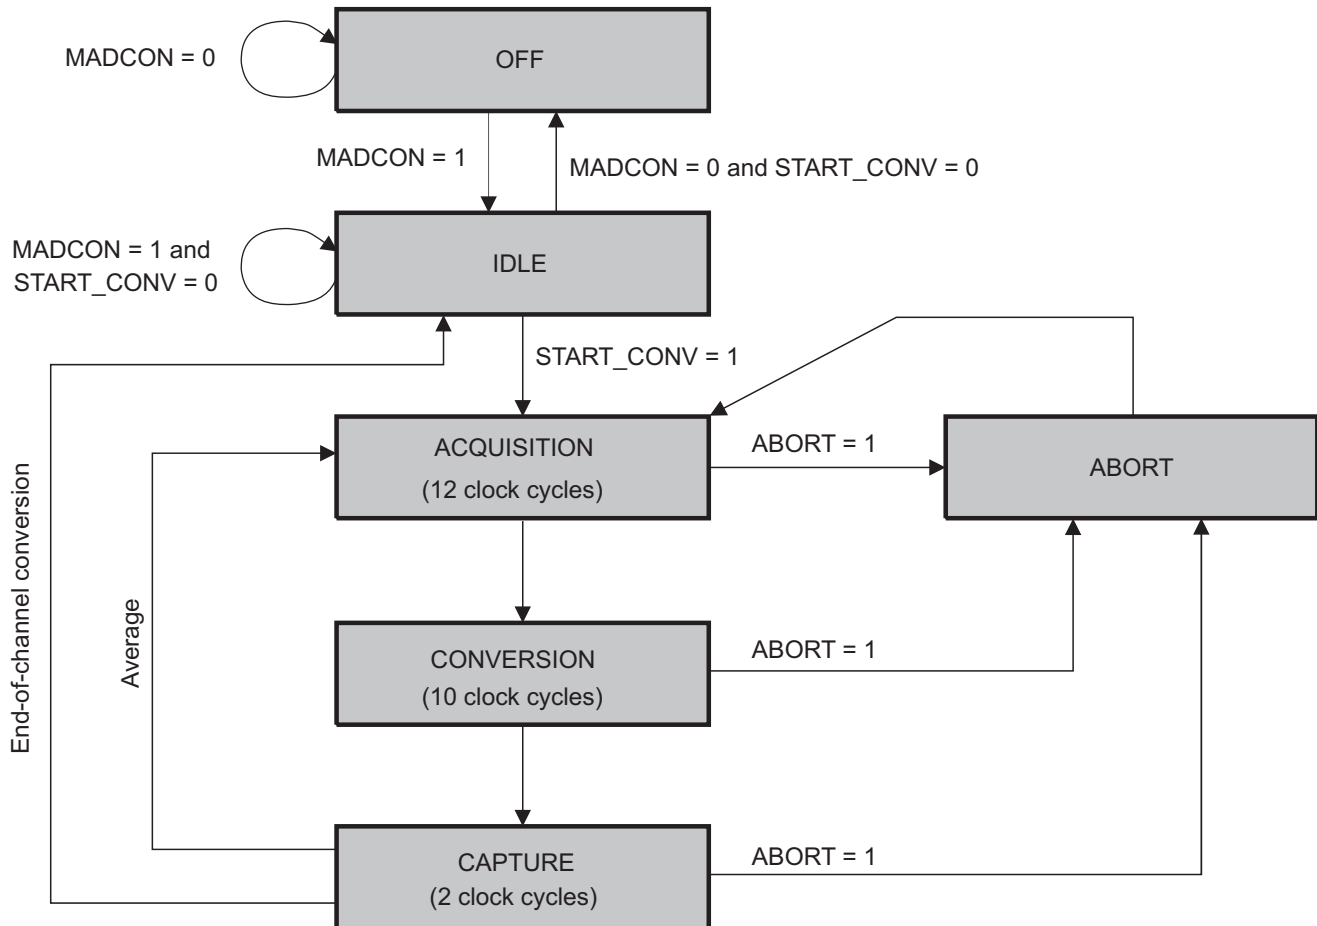 MADCON = 0
OFF
MADCON = 1
MADCON = 0 and START_CONV = 0
MADCON = 1 and
START_CONV = 0
IDLE
START_CONV = 1
ACQUISITION
(12 clock cycles)
ABORT = 1
ABORT
End-of-channel conversion
Average
CONVERSION
(10 clock cycles)
ABORT = 1
CAPTURE
(2 clock cycles)
ABORT = 1